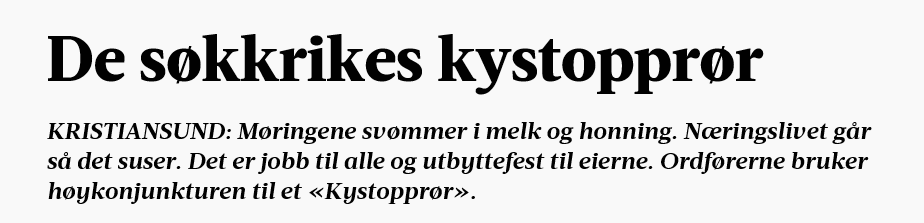 De søkkrikes kystopprør
KRISTIANSUND: Møringene svømmer i melk og honning. Næringslivet går
så det suser. Det er jobb til alle og utbyttefest til eierne. Ordførerne bruker
høykonjunkturen til et «Kystopprør».